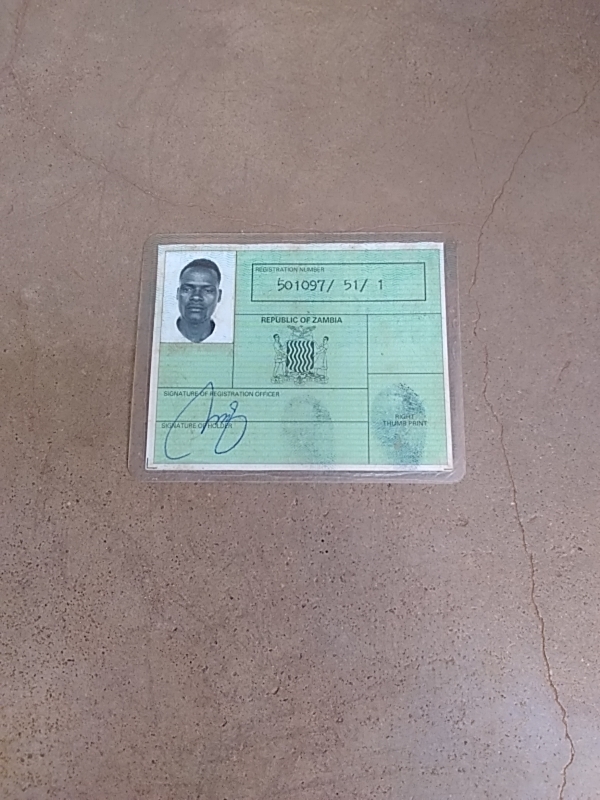 REGISTRATION NUMBER
501097/ 51/ 1
REPUBLIC OF ZAMBIA
SIGNATURE OF REGISTRATION OFFICER
SIGNATURE OF HOLDER
RIGHT
THUMB PRINT